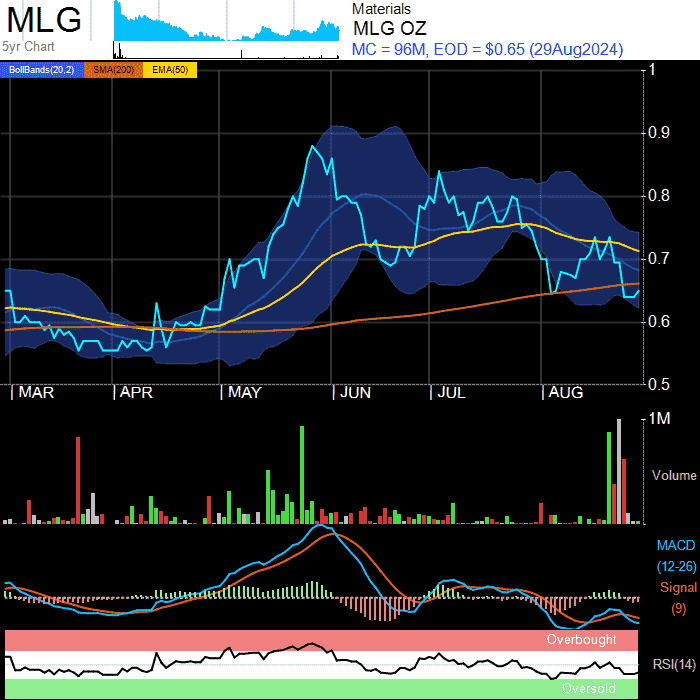 MLG
5yr Chart
Materials
MLG OZ
MC = 96M, EOD = $0.65 (29Aug2024)
BollBands(20,2) SMA(200) EMA(50)
1
0.9
0.8
0.7
0.6
0.5
MAR APR MAY JUN JUL AUG
1M
Volume
MACD
(12-26)
Signal
(9)
Overbought
RSI(14)
Oversold